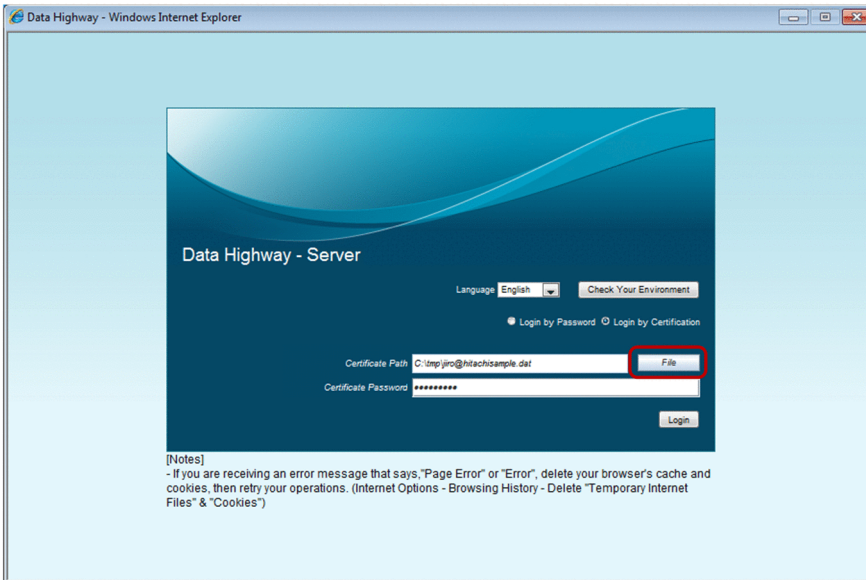 Data Highway - Windows Internet Explorer
Data Highway - Server
Language English Check Your Environment
Login by Password Login by Certification
Certificate Path C:\tmp\jiro@hitachisample.dat File
Certificate Password •••••••••
Login
[Notes]
- If you are receiving an error message that says,"Page Error" or "Error", delete your browser's cache and
cookies, then retry your operations. (Internet Options - Browsing History - Delete "Temporary Internet
Files" & "Cookies")